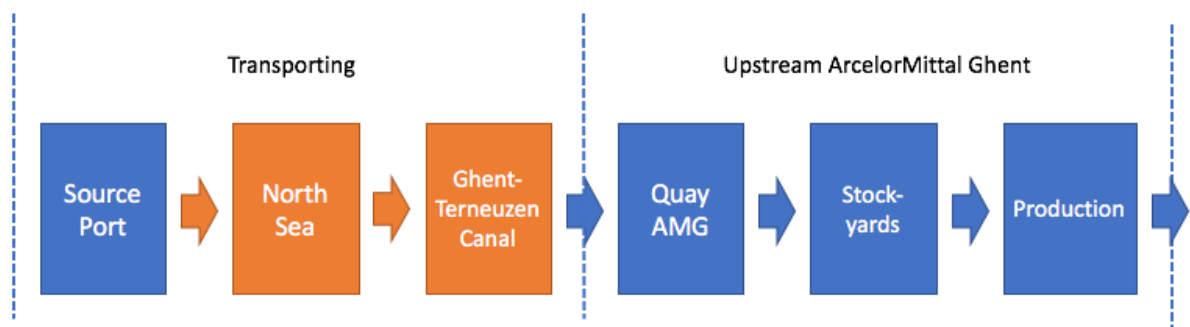 Transporting
Upstream ArcelorMittal Ghent
Source
Port
North
Sea
Ghent-
Terneuzen
Canal
Quay
AMG
Stock-
yards
Production